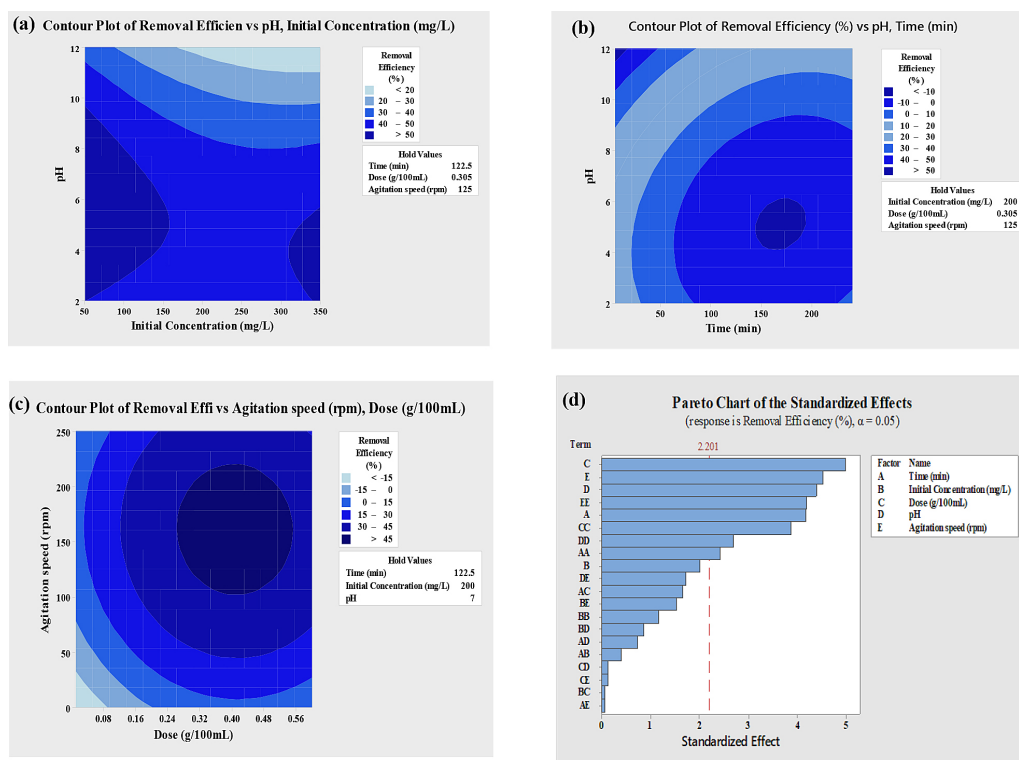 (a) Contour Plot of Removal Efficien vs pH, Initial Concentration (mg/L)
12
10
8
6
4
2
pH
50 100 150 200 250 300 350
Initial Concentration (mg/L)
Removal
Efficiency
(%)
< 20
20 – 30
30 – 40
40 – 50
> 50
Hold Values
Time (min) 122.5
Dose (g/100mL) 0.305
Agitation speed (rpm) 125
(b) Contour Plot of Removal Efficiency (%) vs pH, Time (min)
12
10
8
6
4
2
pH
50 100 150 200
Time (min)
Removal
Efficiency
(%)
< -10
-10 – 0
0 – 10
10 – 20
20 – 30
30 – 40
40 – 50
> 50
Hold Values
Initial Concentration (mg/L) 200
Dose (g/100mL) 0.305
Agitation speed (rpm) 125
(c) Contour Plot of Removal Effi vs Agitation speed (rpm), Dose (g/100mL)
250
200
150
100
50
0
Agitation speed (rpm)
0.08 0.16 0.24 0.32 0.40 0.48 0.56
Dose (g/100mL)
Removal
Efficiency
(%)
< -15
-15 – 0
0 – 15
15 – 30
30 – 45
> 45
Hold Values
Time (min) 122.5
Initial Concentration (mg/L) 200
pH 7
(d) Pareto Chart of the Standardized Effects
(response is Removal Efficiency (%), α = 0.05)
Term
2.201
C
E
D
EE
A
CC
DD
AA
B
DE
AC
BE
BB
BD
AD
AB
CD
CE
BC
AE
0 1 2 3 4 5
Standardized Effect
Factor Name
A Time (min)
B Initial Concentration (mg/L)
C Dose (g/100mL)
D pH
E Agitation speed (rpm)